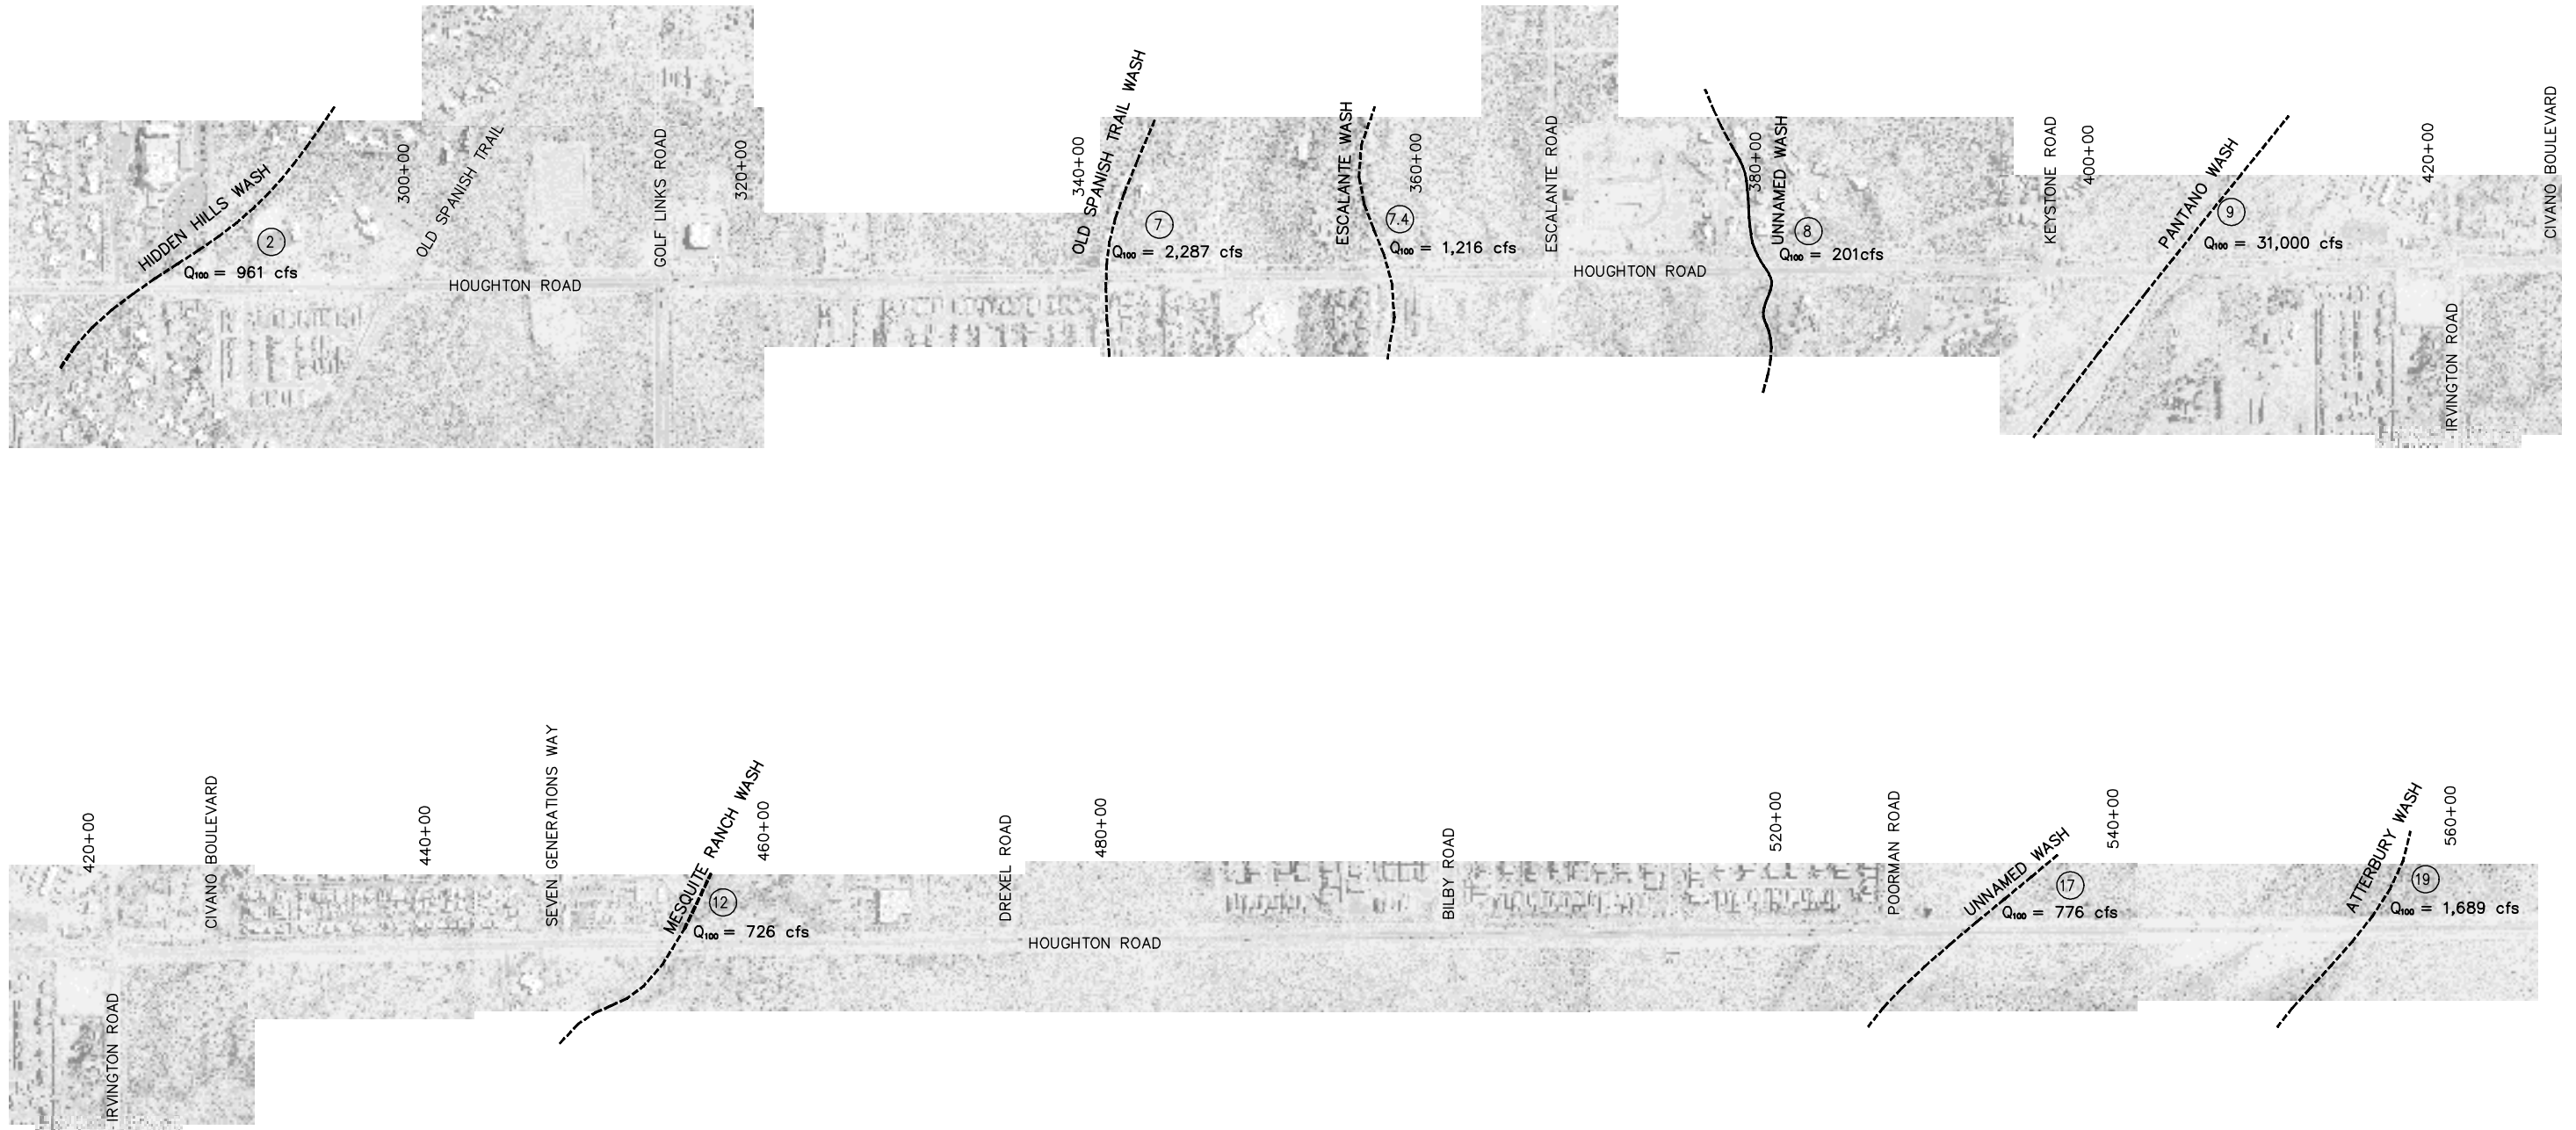 HIDDEN HILLS WASH
2
Q100 = 961 cfs
300+00
OLD SPANISH TRAIL
HOUGHTON ROAD
GOLF LINKS ROAD
320+00
340+00
OLD SPANISH TRAIL WASH
7
Q100 = 2,287 cfs
ESCALANTE WASH
7.4
360+00
Q100 = 1,216 cfs
ESCALANTE ROAD
HOUGHTON ROAD
380+00
UNNAMED WASH
8
Q100 = 201cfs
KEYSTONE ROAD
400+00
PANTANO WASH
9
Q100 = 31,000 cfs
420+00
IRVINGTON ROAD
CIVANO BOULEVARD
420+00
IRVINGTON ROAD
CIVANO BOULEVARD
440+00
SEVEN GENERATIONS WAY
MESQUITE RANCH WASH
12
Q100 = 726 cfs
460+00
DREXEL ROAD
HOUGHTON ROAD
480+00
BILBY ROAD
520+00
POORMAN ROAD
UNNAMED WASH
17
Q100 = 776 cfs
540+00
ATTERBURY WASH
19
Q100 = 1,689 cfs
560+00